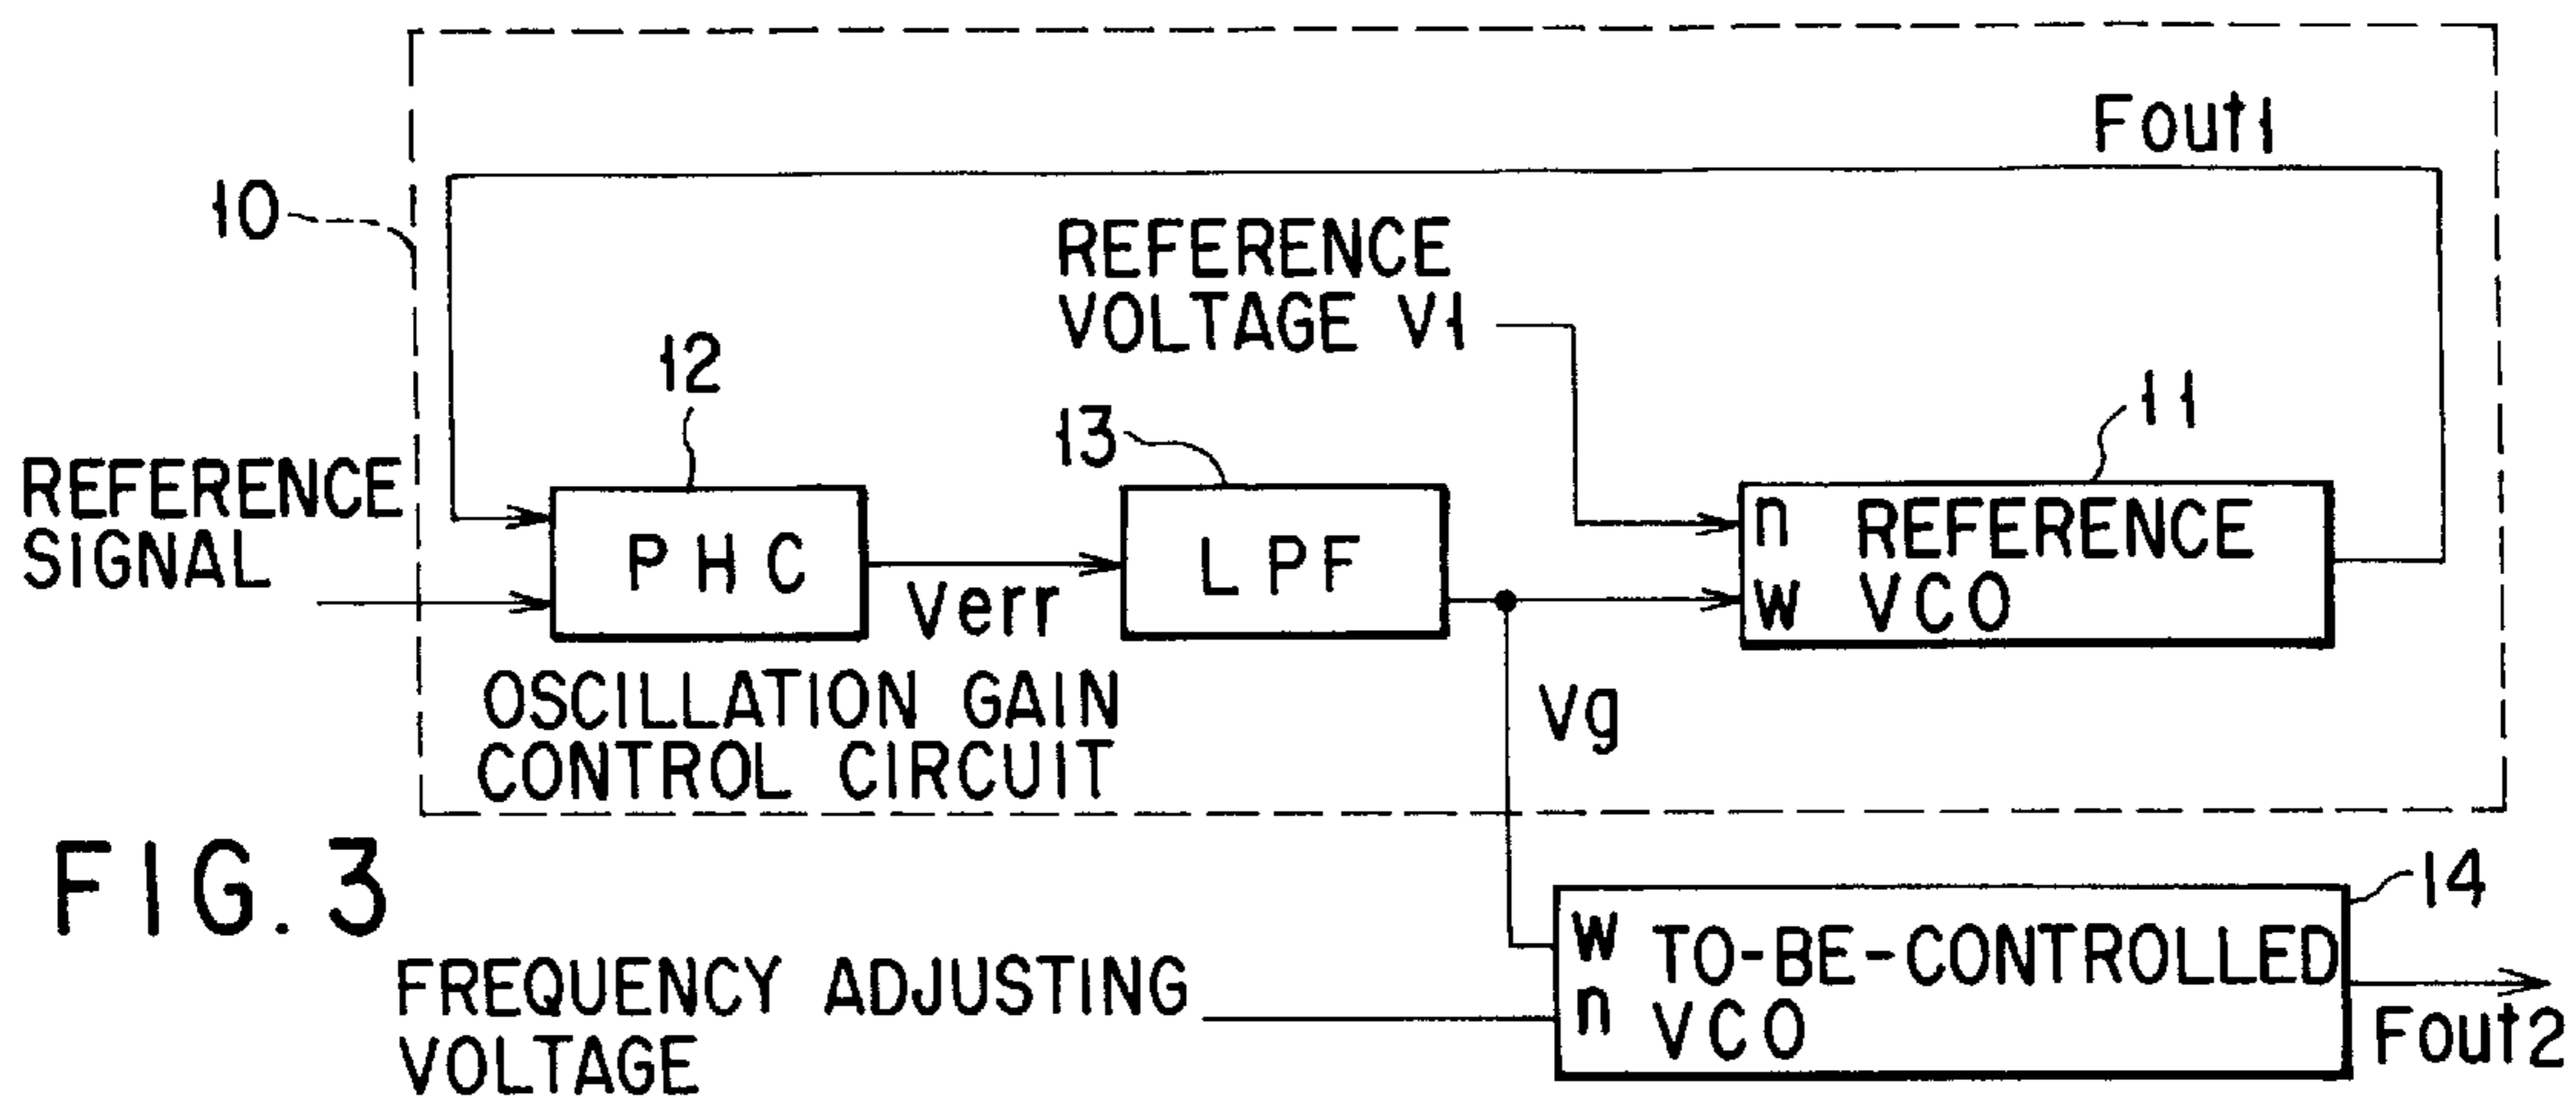 Fout1
10
REFERENCE
VOLTAGE V1
12
13
11
REFERENCE
SIGNAL
PHC
Verr
LPF
n REFERENCE
w VCO
OSCILLATION GAIN
CONTROL CIRCUIT
Vg
FIG. 3
14
w TO-BE-CONTROLLED
n VCO
FREQUENCY ADJUSTING
VOLTAGE
Fout2